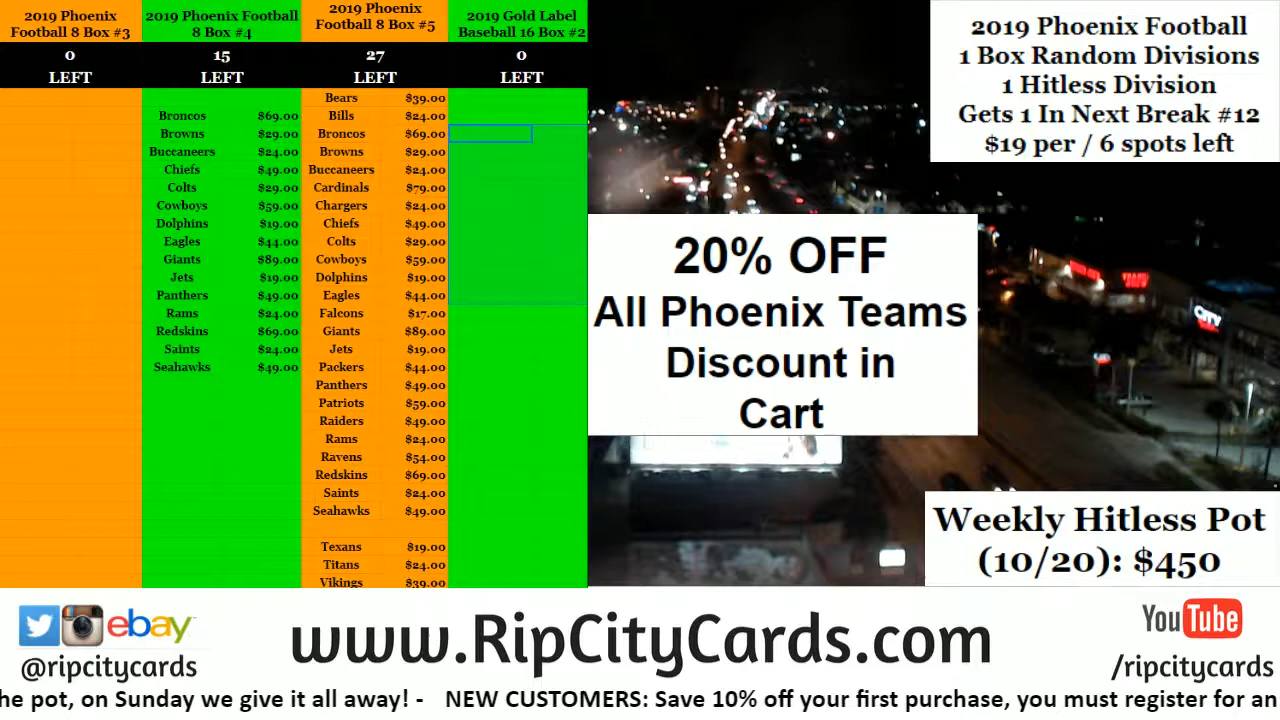 2019 Phoenix
Football 8 Box #3
0
LEFT
2019 Phoenix Football
8 Box #4
15
LEFT
Broncos $69.00
Browns $29.00
Buccaneers $24.00
Chiefs $49.00
Colts $29.00
Cowboys $59.00
Dolphins $19.00
Eagles $44.00
Giants $89.00
Jets $19.00
Panthers $49.00
Rams $24.00
Redskins $69.00
Saints $24.00
Seahawks $49.00
2019 Phoenix
Football 8 Box #5
27
LEFT
Bears $39.00
Bills $24.00
Broncos $69.00
Browns $29.00
Buccaneers $24.00
Cardinals $79.00
Chargers $24.00
Chiefs $49.00
Colts $29.00
Cowboys $59.00
Dolphins $19.00
Eagles $44.00
Falcons $17.00
Giants $89.00
Jets $19.00
Packers $44.00
Panthers $49.00
Patriots $59.00
Raiders $49.00
Rams $24.00
Ravens $54.00
Redskins $69.00
Saints $24.00
Seahawks $49.00
Texans $19.00
Titans $24.00
Vikings $39.00
2019 Gold Label
Baseball 16 Box #2
0
LEFT
2019 Phoenix Football
1 Box Random Divisions
1 Hitless Division
Gets 1 In Next Break #12
$19 per / 6 spots left
20% OFF
All Phoenix Teams
Discount in
Cart
CITY
Weekly Hitless Pot
(10/20): $450
ebay
@ripcitycards
www.RipCityCards.com
YouTube
/ripcitycards
he pot, on Sunday we give it all away! - NEW CUSTOMERS: Save 10% off your first purchase, you must register for an